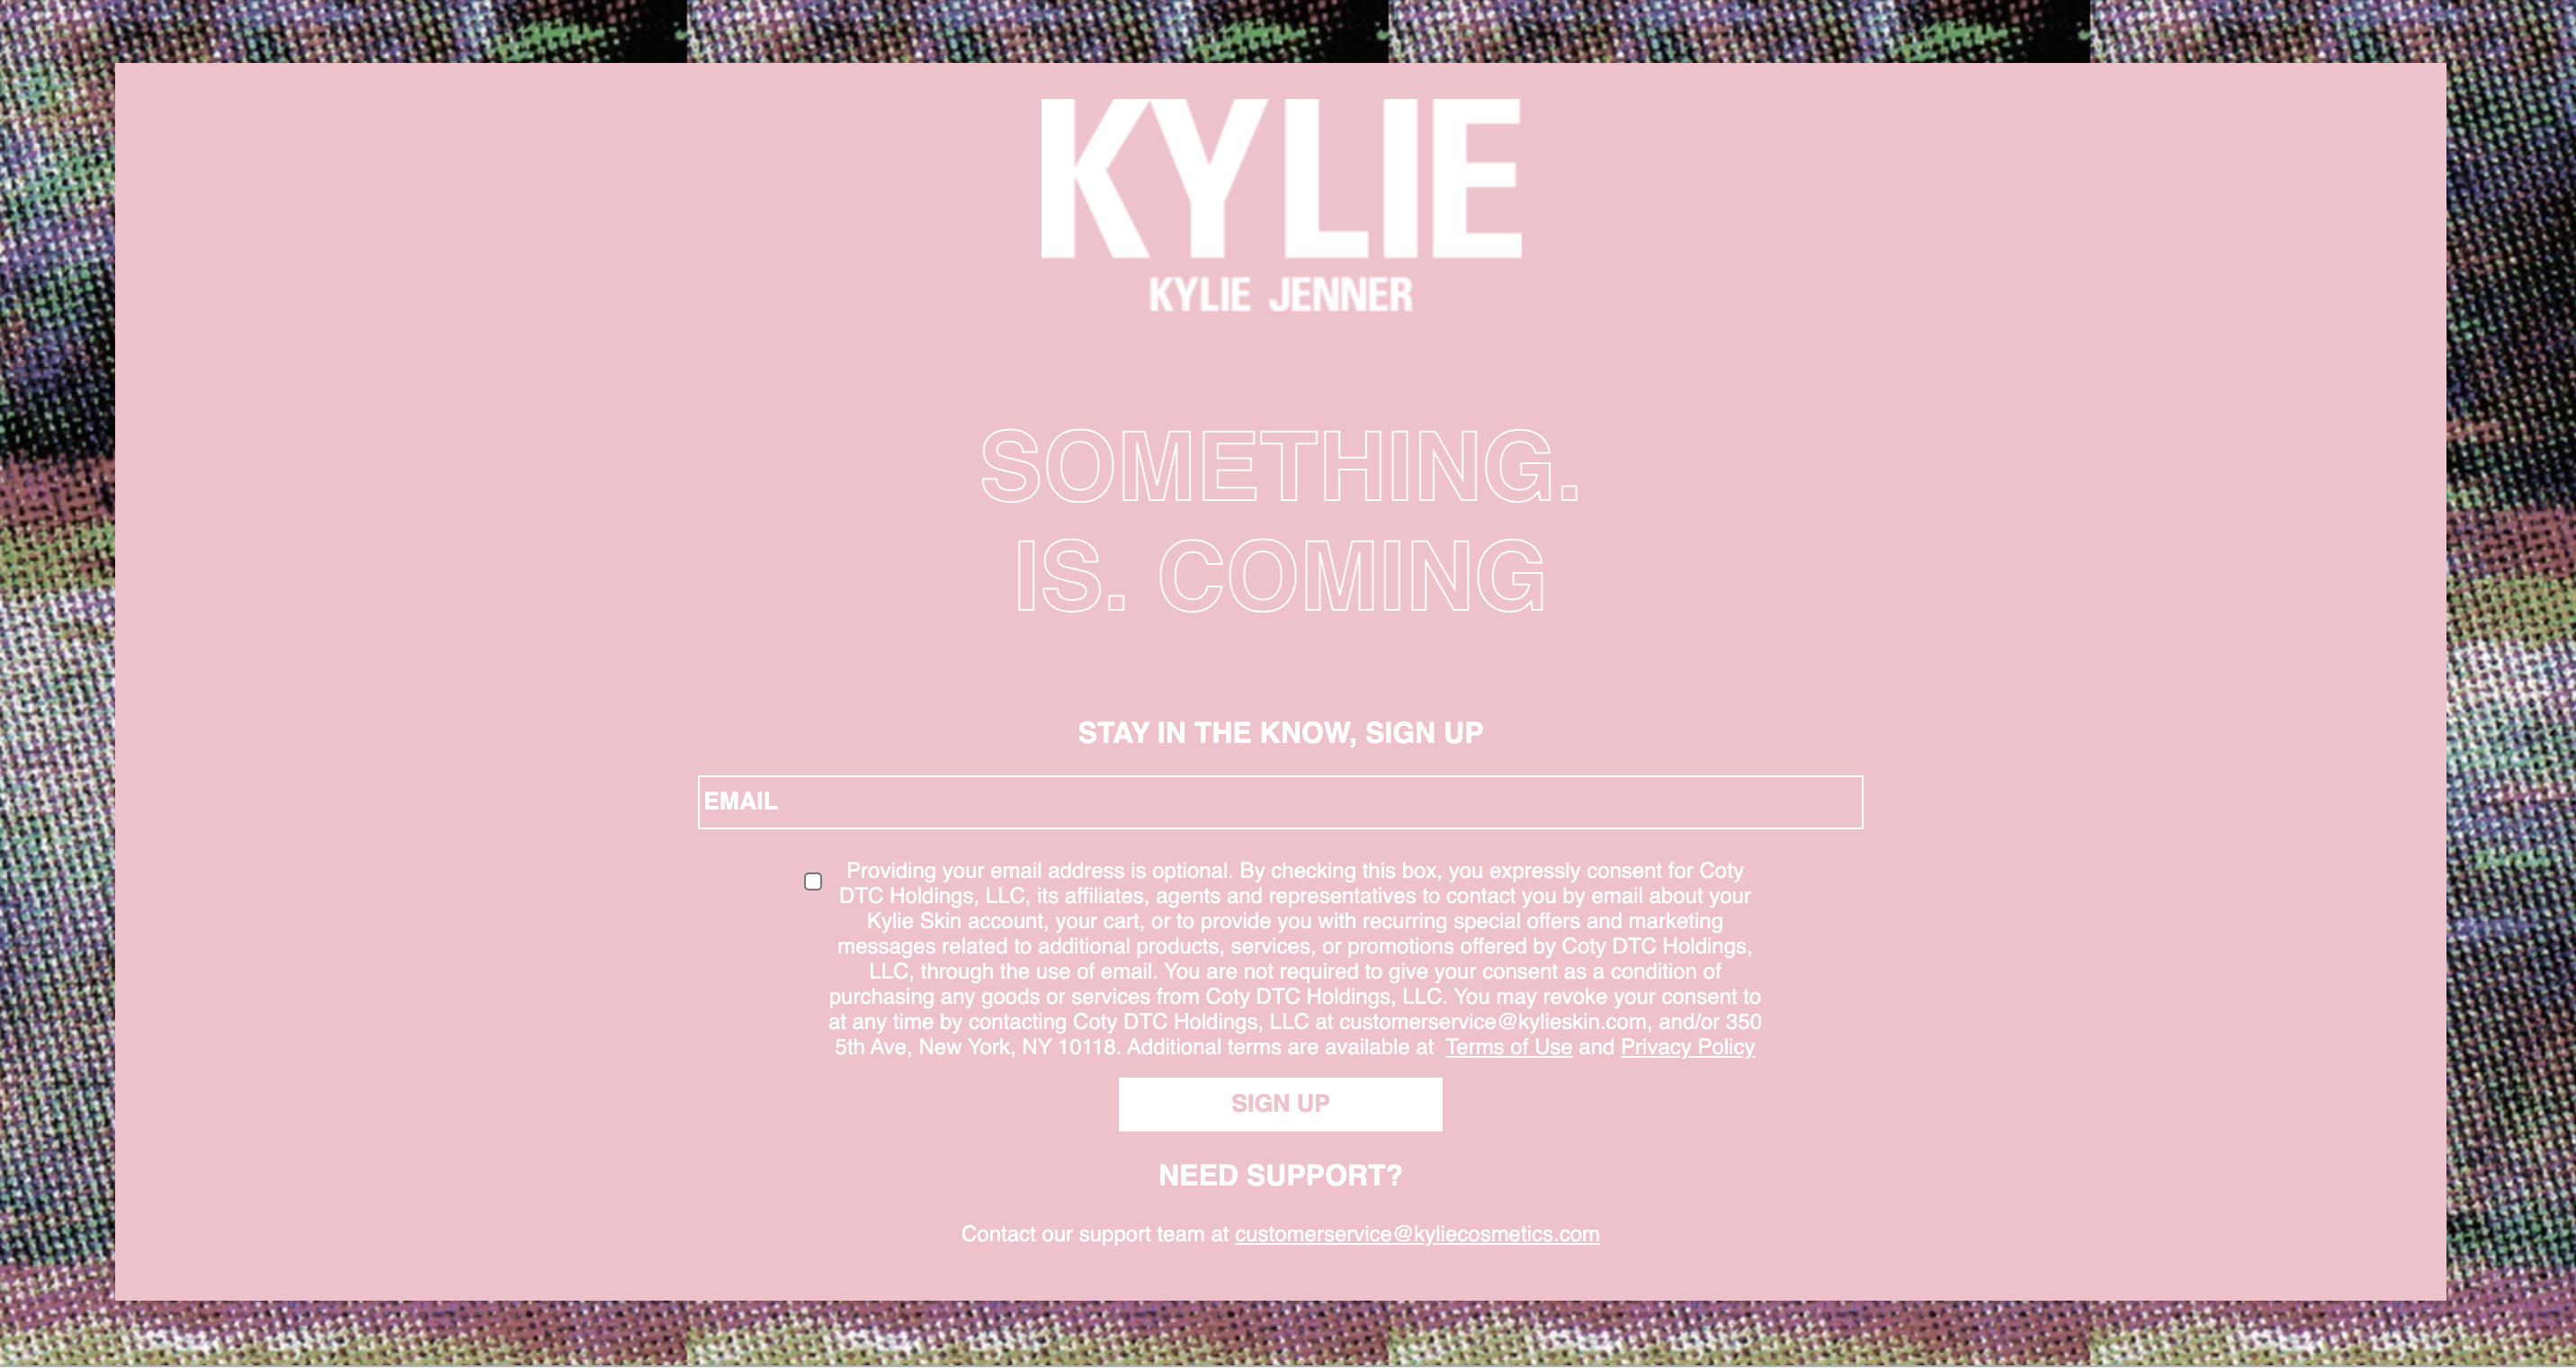 KYLIE
KYLIE JENNER
SOMETHING.
IS. COMING
STAY IN THE KNOW, SIGN UP
EMAIL
Providing your email address is optional. By checking this box, you expressly consent for Coty
DTC Holdings, LLC, its affiliates, agents and representatives to contact you by email about your
Kylie Skin account, your cart, or to provide you with recurring special offers and marketing
messages related to additional products, services, or promotions offered by Coty DTC Holdings,
LLC, through the use of email. You are not required to give your consent as a condition of
purchasing any goods or services from Coty DTC Holdings, LLC. You may revoke your consent to
at any time by contacting Coty DTC Holdings, LLC at customerservice@kylieskin.com, and/or 350
5th Ave, New York, NY 10118. Additional terms are available at Terms of Use and Privacy Policy
SIGN UP
NEED SUPPORT?
Contact our support team at customerservice@kyliecosmetics.com